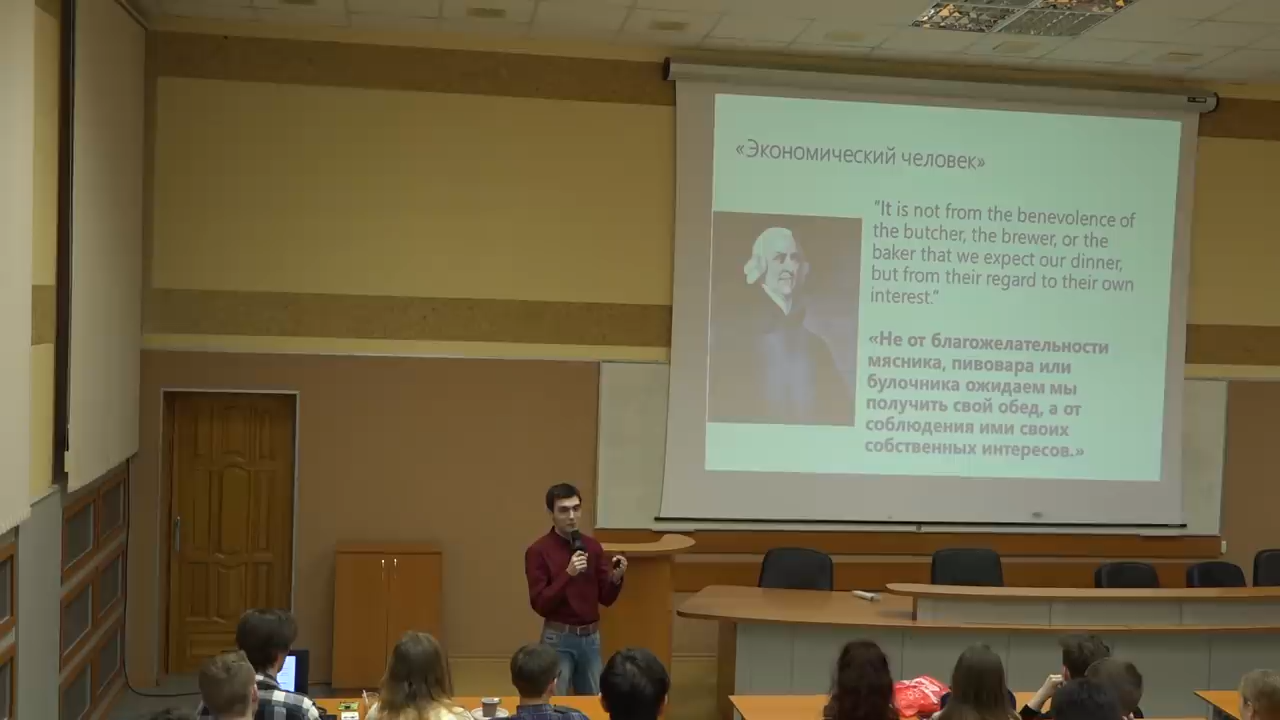 «Экономический человек»
"It is not from the benevolence of
the butcher, the brewer, or the
baker that we expect our dinner,
but from their regard to their own
interest."
«Не от благожелательности
мясника, пивовара или
булочника ожидаем мы
получить свой обед, а от
соблюдения ими своих
собственных интересов.»